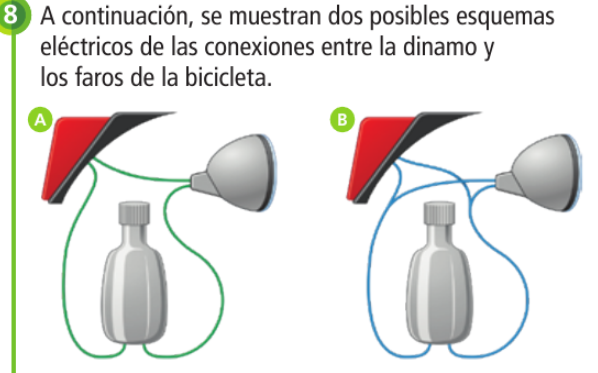 8 A continuación, se muestran dos posibles esquemas
eléctricos de las conexiones entre la dinamo y
los faros de la bicicleta.
A B